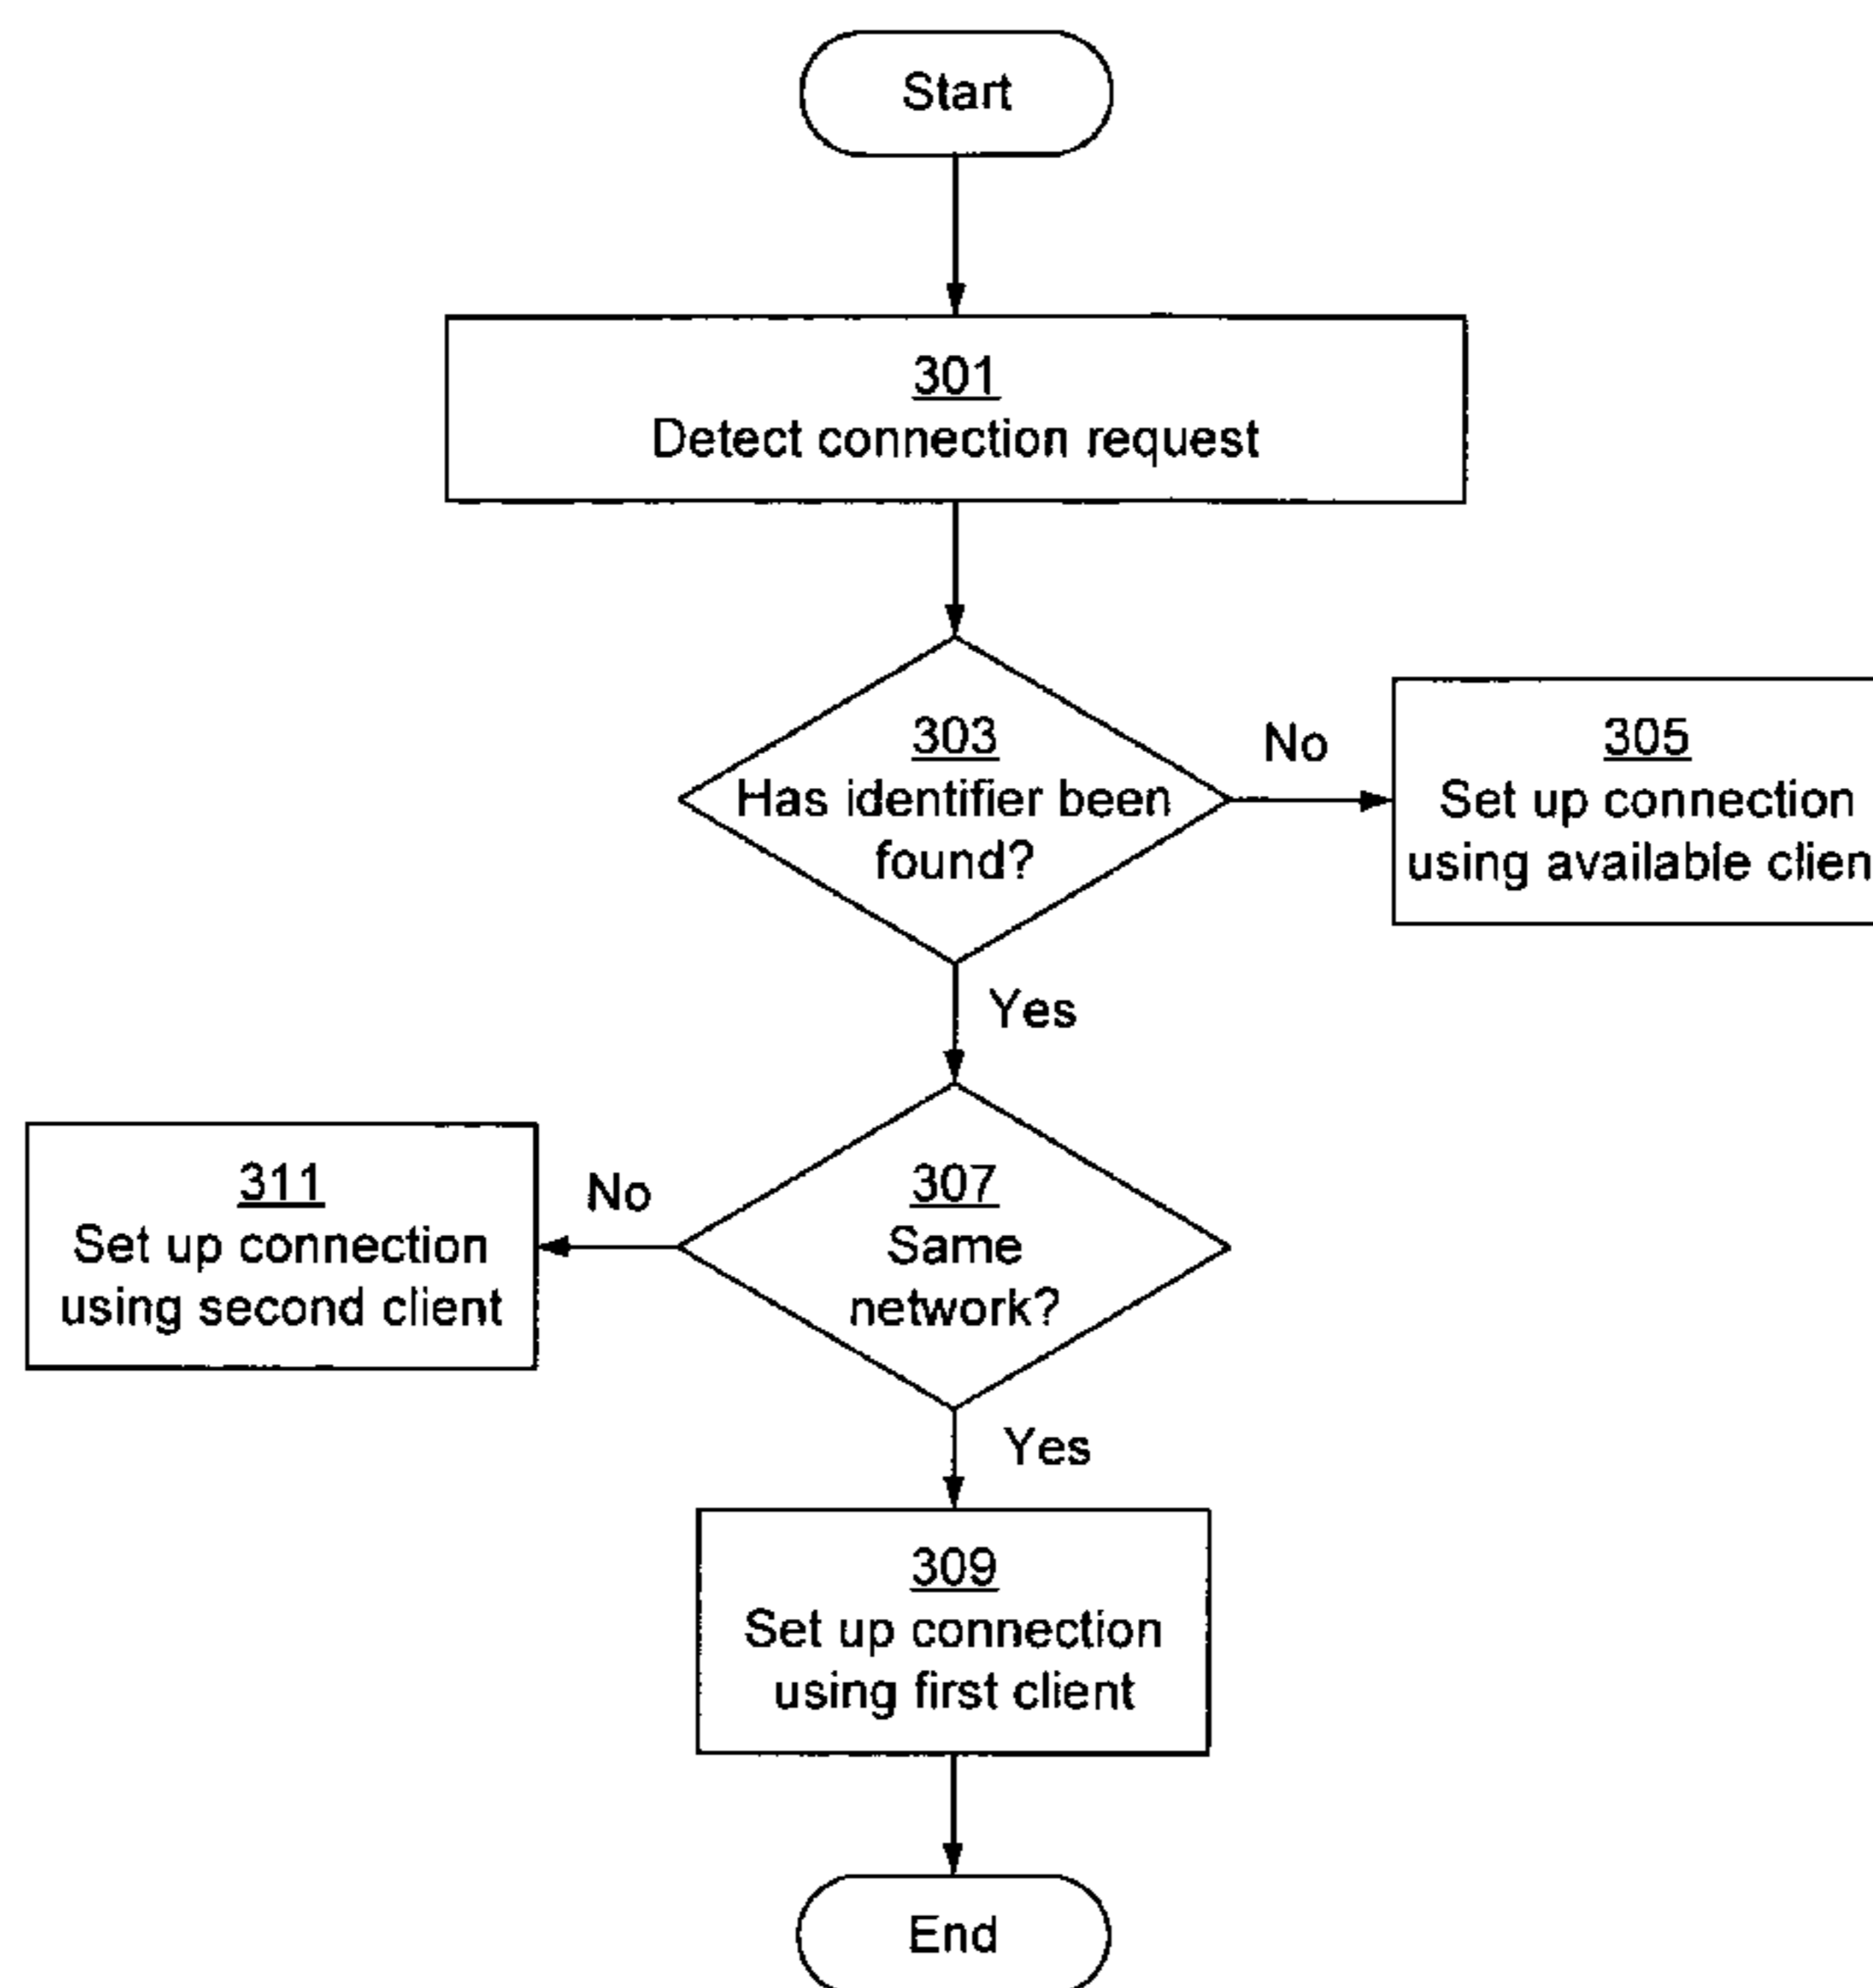 Start
301
Detect connection request
303
Has identifier been
found?
No
305
Set up connection
using available clien
Yes
307
Same
network?
No
311
Set up connection
using second client
Yes
309
Set up connection
using first client
End